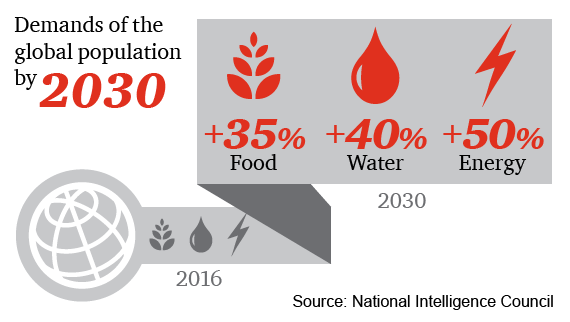 Demands of the
global population
by 2030
+35% +40% +50%
Food Water Energy
2030
2016
Source: National Intelligence Council